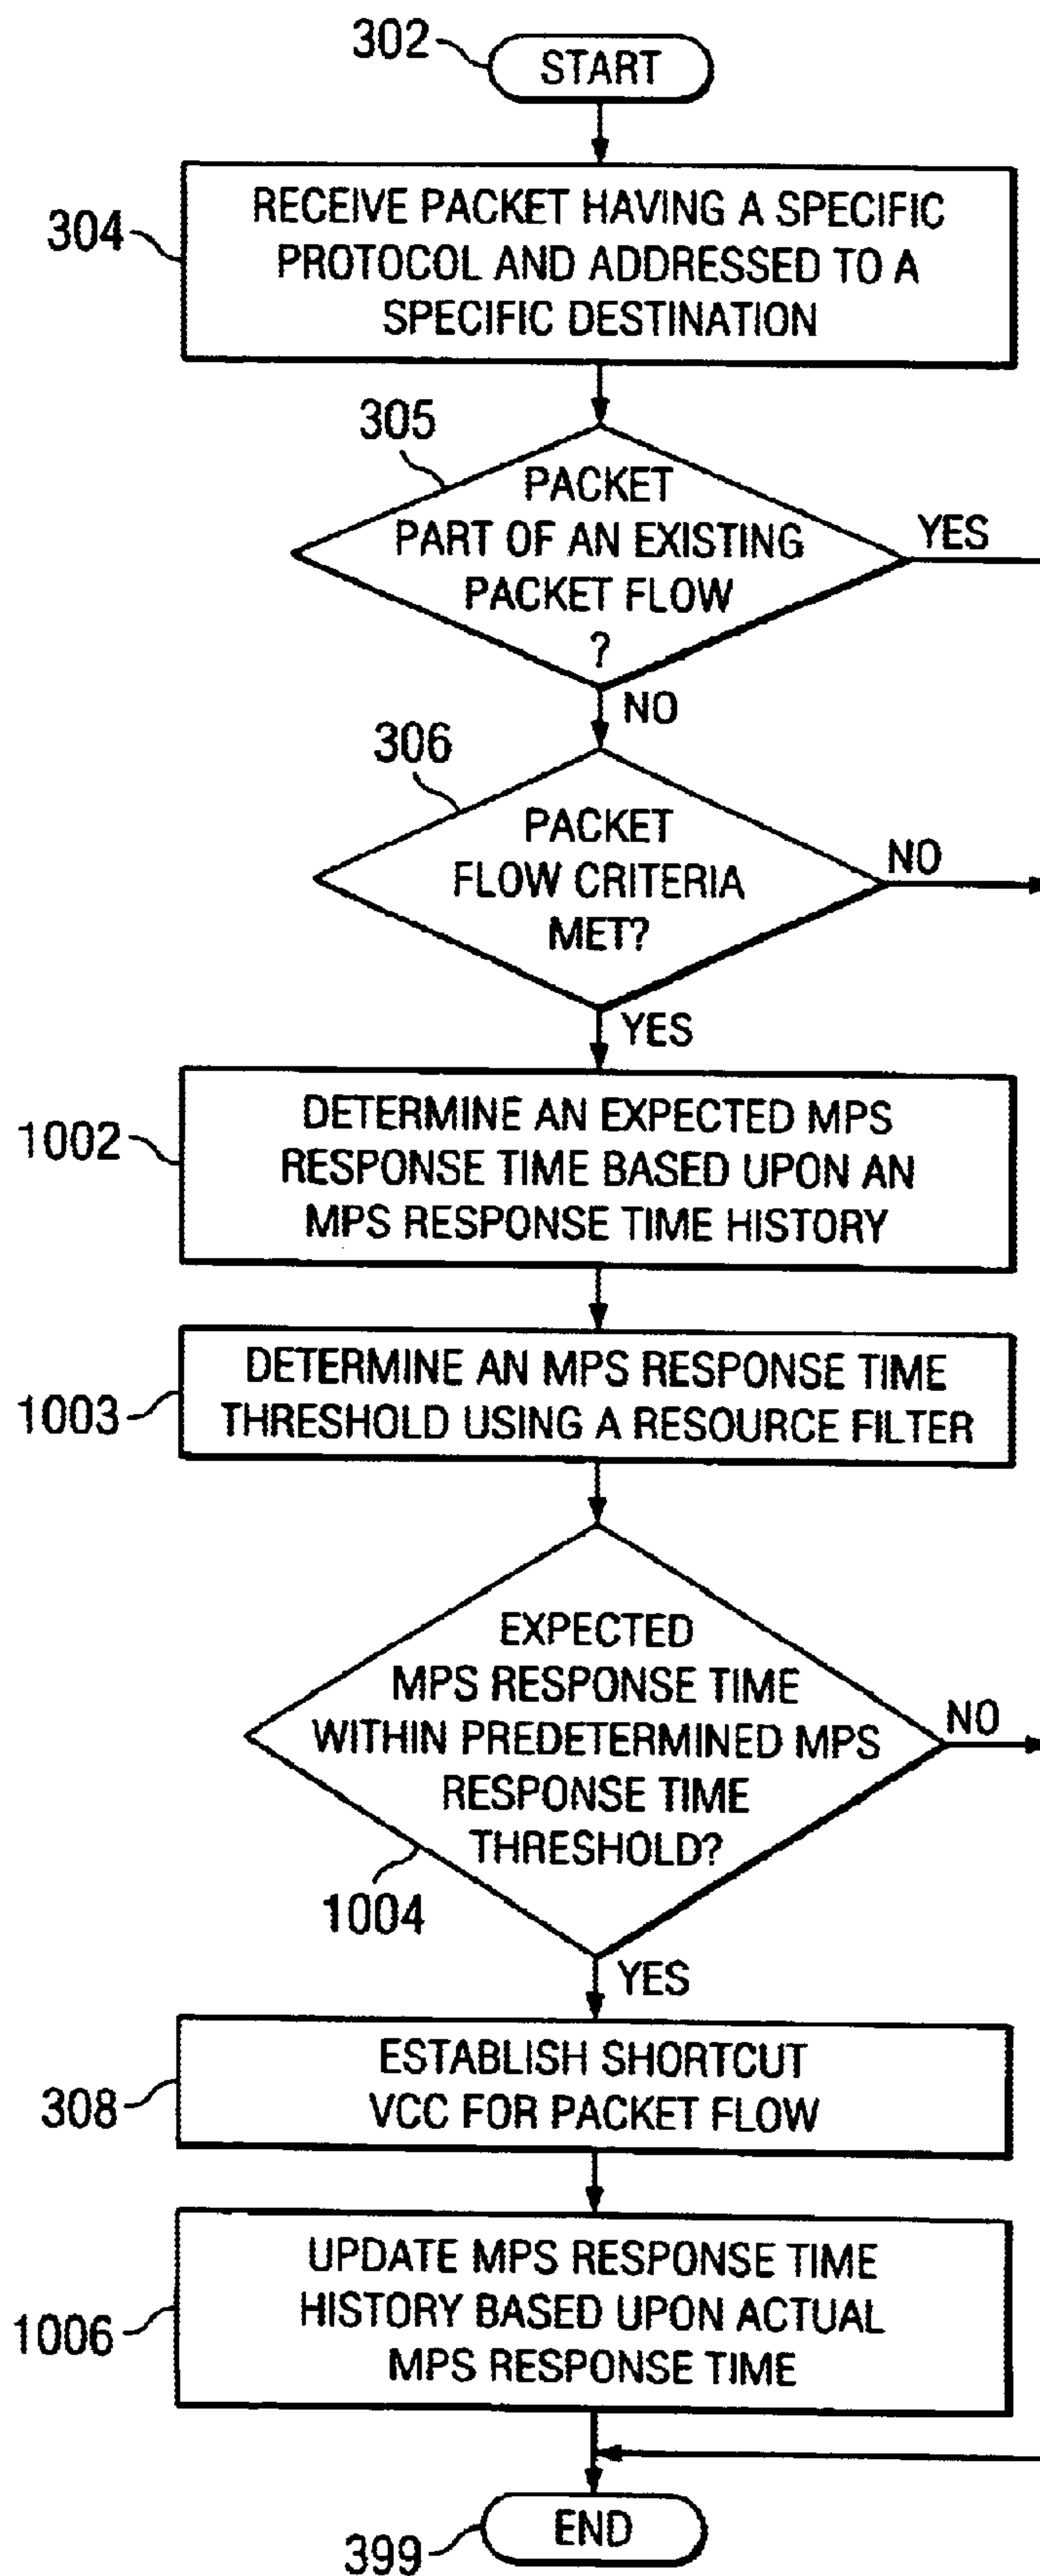 302
START
304
RECEIVE PACKET HAVING A SPECIFIC
PROTOCOL AND ADDRESSED TO A
SPECIFIC DESTINATION
305
PACKET
PART OF AN EXISTING
PACKET FLOW
?
YES
NO
306
PACKET
FLOW CRITERIA
MET?
NO
YES
1002
DETERMINE AN EXPECTED MPS
RESPONSE TIME BASED UPON AN
MPS RESPONSE TIME HISTORY
1003
DETERMINE AN MPS RESPONSE TIME
THRESHOLD USING A RESOURCE FILTER
EXPECTED
MPS RESPONSE TIME
WITHIN PREDETERMINED MPS
RESPONSE TIME
THRESHOLD?
NO
1004
YES
308
ESTABLISH SHORTCUT
VCC FOR PACKET FLOW
1006
UPDATE MPS RESPONSE TIME
HISTORY BASED UPON ACTUAL
MPS RESPONSE TIME
399
END